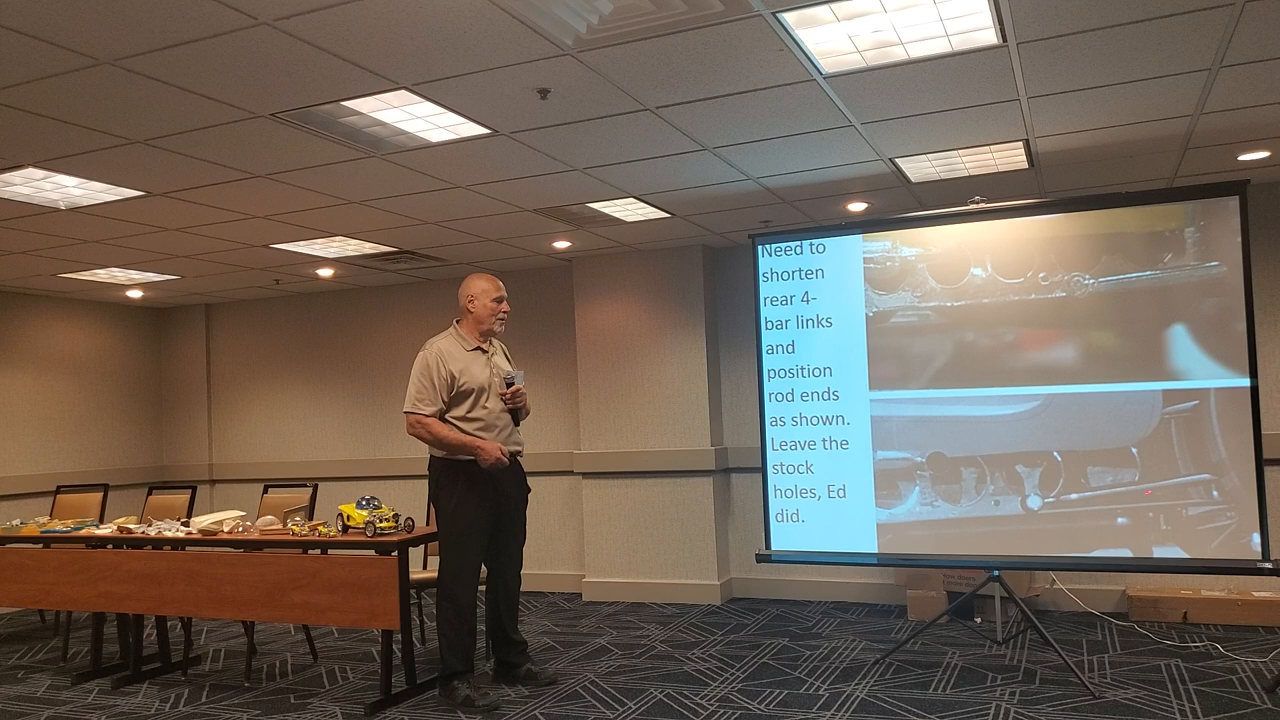 Need to
shorten
rear 4-
bar links
and
position
rod ends
as shown.
Leave the
stock
holes, Ed
did.